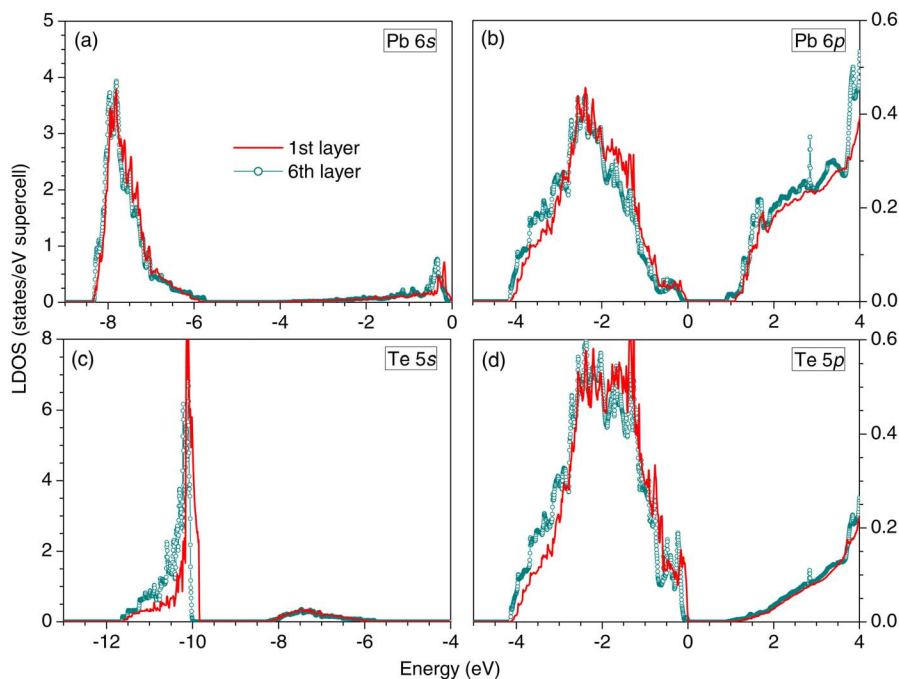 (a) Pb 6s
(b) Pb 6p
5
4
3
2
1
0
1st layer
6th layer
0.6
0.4
0.2
0.0
-8 -6 -4 -2 0
-4 -2 0 2 4
(c) Te 5s
(d) Te 5p
8
6
4
2
0
0.6
0.4
0.2
0.0
-12 -10 -8 -6 -4
-4 -2 0 2 4
LDOS (states/eV supercell)
Energy (eV)